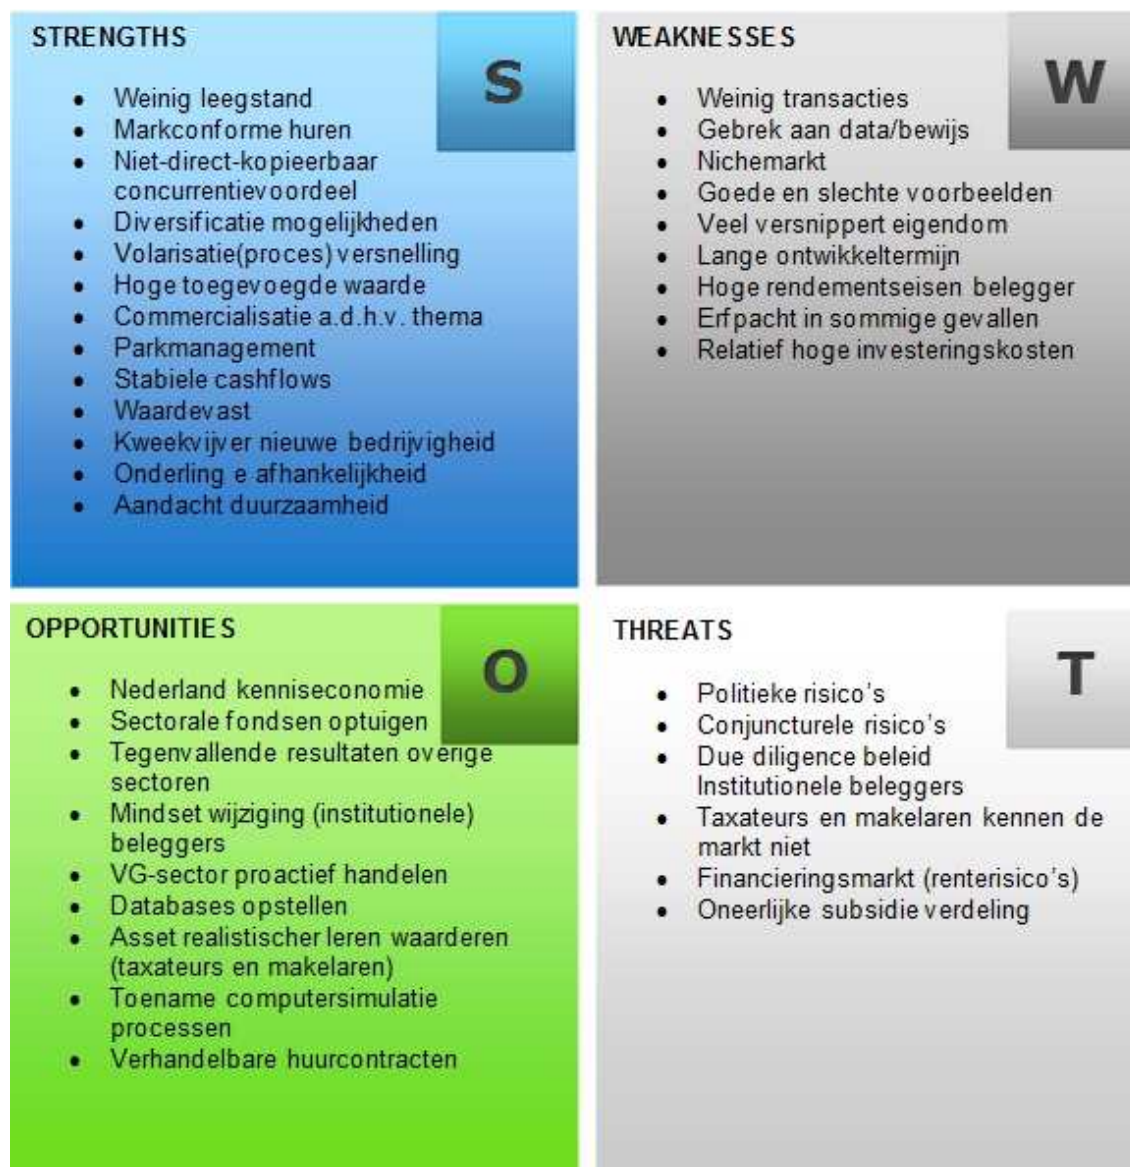 STRENGTHS
S
• Weinig leegstand
• Markconforme huren
• Niet-direct-kopieerbaar
concurrentievoordeel
• Diversificatie mogelijkheden
• Volarisatie(proces) versnelling
• Hoge toegevoegde waarde
• Commercialisatie a.d.h.v. thema
• Parkmanagement
• Stabiele cashflows
• Waardevast
• Kweekvijver nieuwe bedrijvigheid
• Onderling e afhankelijkheid
• Aandacht duurzaamheid
WEAKNESSES
W
• Weinig transacties
• Gebrek aan data/bewijs
• Nichemarkt
• Goede en slechte voorbeelden
• Veel versnippert eigendom
• Lange ontwikkeltermijn
• Hoge rendementseisen belegger
• Erfpacht in sommige gevallen
• Relatief hoge investeringskosten
OPPORTUNITIES
O
• Nederland kenniseconomie
• Sectorale fondsen optuigen
• Tegenvallende resultaten overige
sectoren
• Mindset wijziging (institutionele)
beleggers
• VG-sector proactief handelen
• Databases opstellen
• Asset realistischer leren waarderen
(taxateurs en makelaren)
• Toename computersimulatie
processen
• Verhandelbare huurcontracten
THREATS
T
• Politieke risico's
• Conjuncturele risico's
• Due diligence beleid
Institutionele beleggers
• Taxateurs en makelaren kennen de
markt niet
• Financieringsmarkt (renterisico's)
• Oneerlijke subsidie verdeling